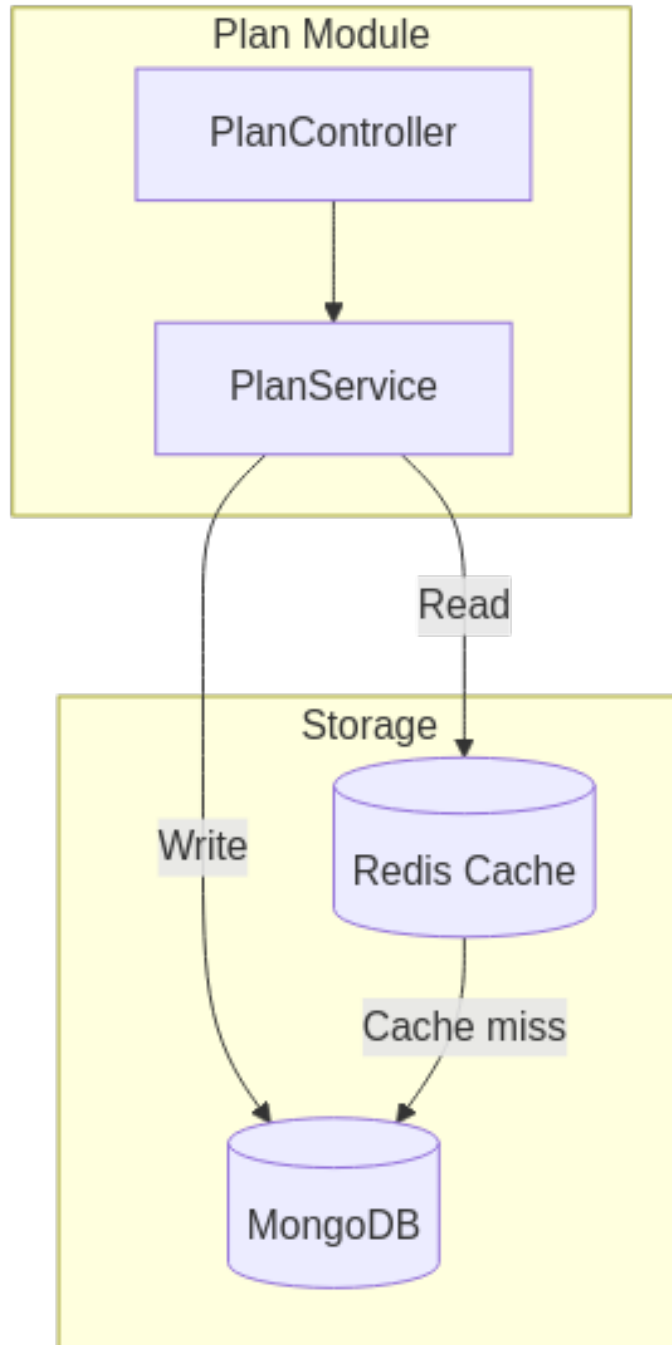 Plan Module
PlanController
PlanService
Read
Storage
Write
Redis Cache
Cache miss
MongoDB